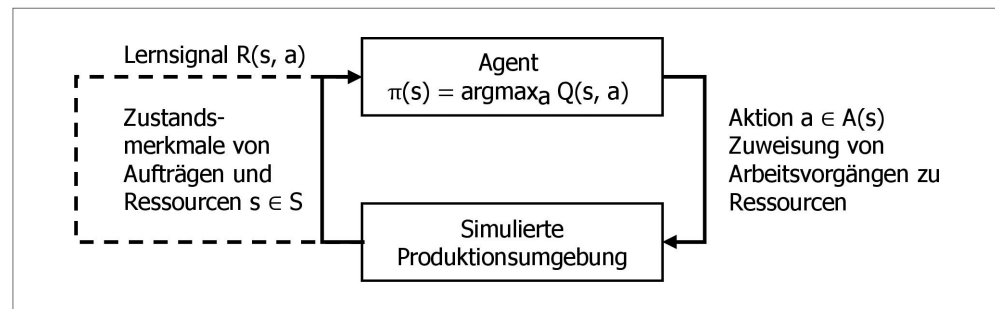 Lernsignal R(s, a)
Agent
π(s) = argmaxₐ Q(s, a)
Zustands-
merkmale von
Aufträgen und
Ressourcen s ∈ S
Aktion a ∈ A(s)
Zuweisung von
Arbeitsvorgängen zu
Ressourcen
Simulierte
Produktionsumgebung